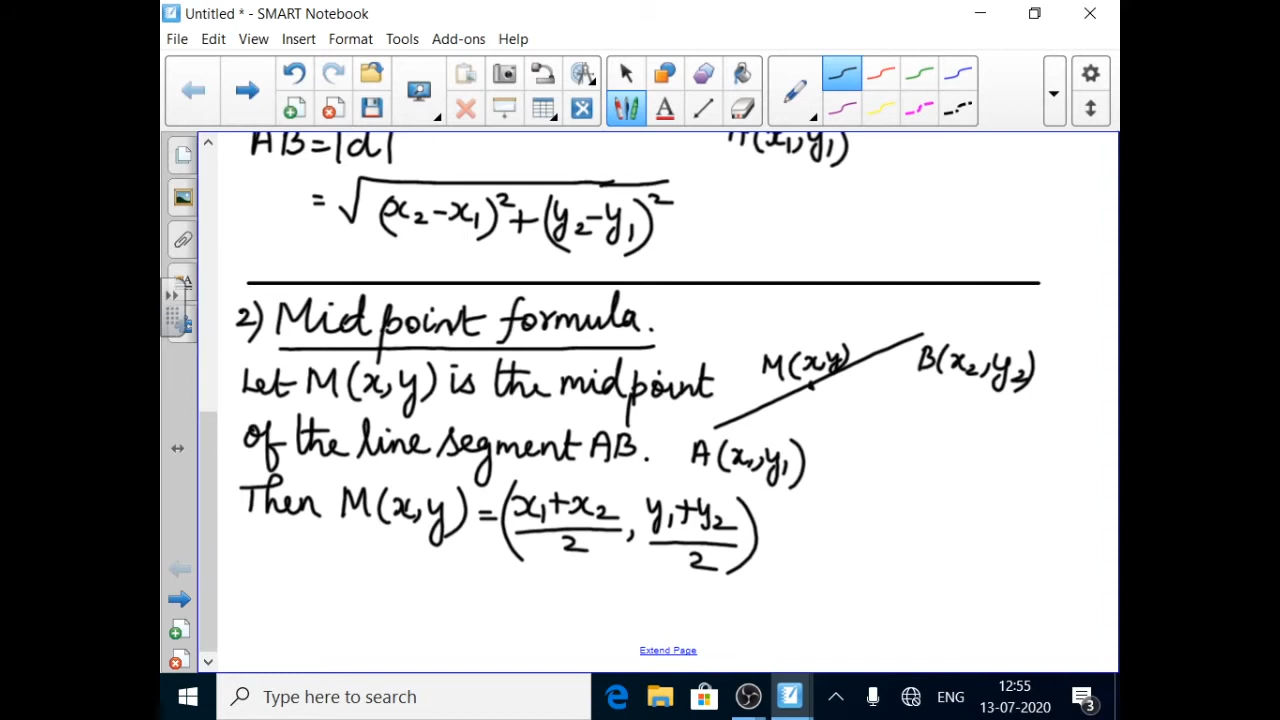 Untitled * - SMART Notebook
File Edit View Insert Format Tools Add-ons Help
AB = |d|
A(x₁, y₁)
= √((x₂ - x₁)² + (y₂ - y₁)²)
2) Midpoint formula.
M(x,y)
B(x₂, y₂)
Let M(x, y) is the midpoint
of the line segment AB.
A(x₁, y₁)
Then M(x, y) = ((x₁+x₂)/2, (y₁+y₂)/2)
Extend Page
Type here to search
ENG
12:55
13-07-2020
3